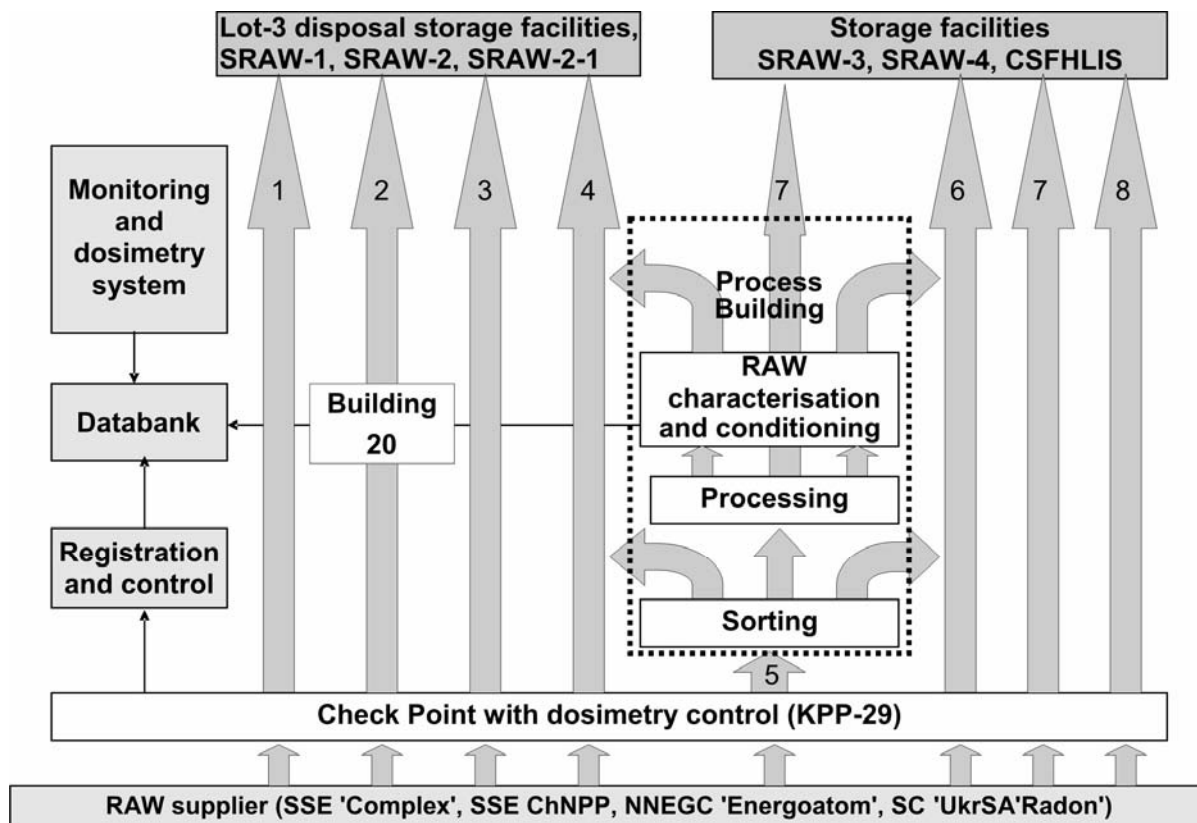 Lot-3 disposal storage facilities,
SRAW-1, SRAW-2, SRAW-2-1
Storage facilities
SRAW-3, SRAW-4, CSFHLIS
Monitoring
and
dosimetry
system
1
2
3
4
7
6
7
8
Process
Building
RAW
characterisation
and conditioning
Databank
Building
20
Processing
Registration
and control
Sorting
5
Check Point with dosimetry control (KPP-29)
RAW supplier (SSE 'Complex', SSE ChNPP, NNEGC 'Energoatom', SC 'UkrSA'Radon')